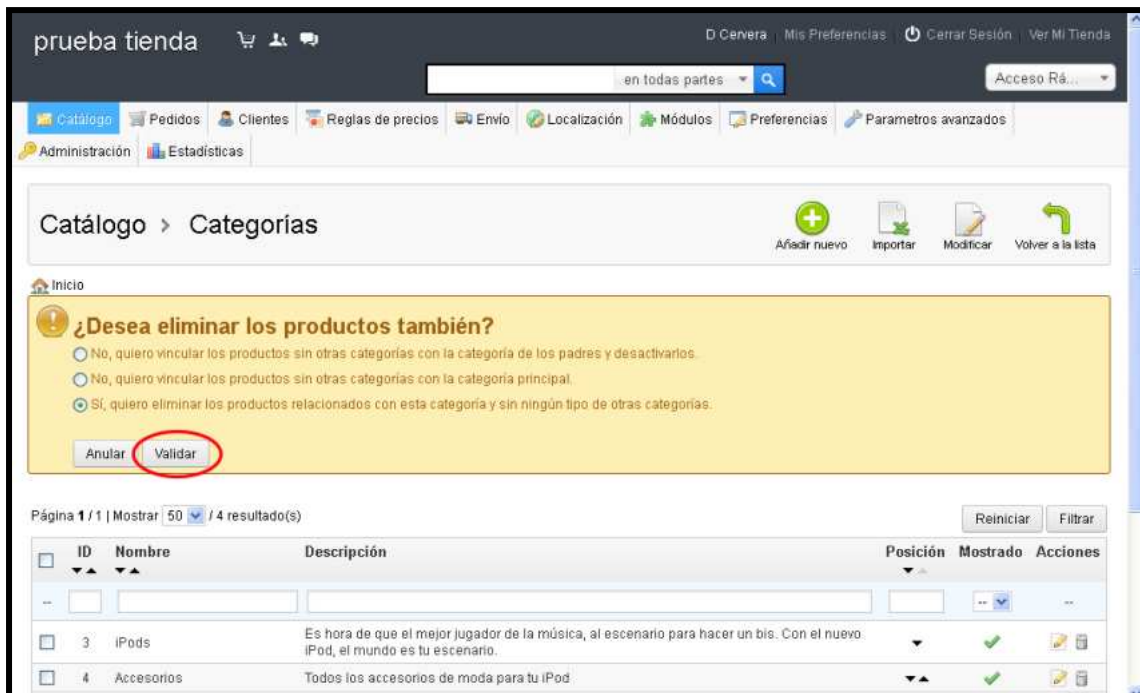 prueba tienda D Cervera Mis Preferencias Cerrar Sesión Ver Mi Tienda
en todas partes Acceso Rá...
Catálogo Pedidos Clientes Reglas de precios Envío Localización Módulos Preferencias Parametros avanzados
Administración Estadísticas
Catálogo > Categorías
Añadir nuevo Importar Modificar Volver a la lista
Inicio
¿Desea eliminar los productos también?
No, quiero vincular los productos sin otras categorías con la categoría de los padres y desactivarlos.
No, quiero vincular los productos sin otras categorías con la categoría principal.
Sí, quiero eliminar los productos relacionados con esta categoría y sin ningún tipo de otras categorías.
Anular Validar
Página 1 / 1 | Mostrar 50 / 4 resultado(s) Reiniciar Filtrar
ID Nombre Descripción Posición Mostrado Acciones
-- -- --
3 iPods Es hora de que el mejor jugador de la música, al escenario para hacer un bis. Con el nuevo
iPod, el mundo es tu escenario.
4 Accesorios Todos los accesorios de moda para tu iPod